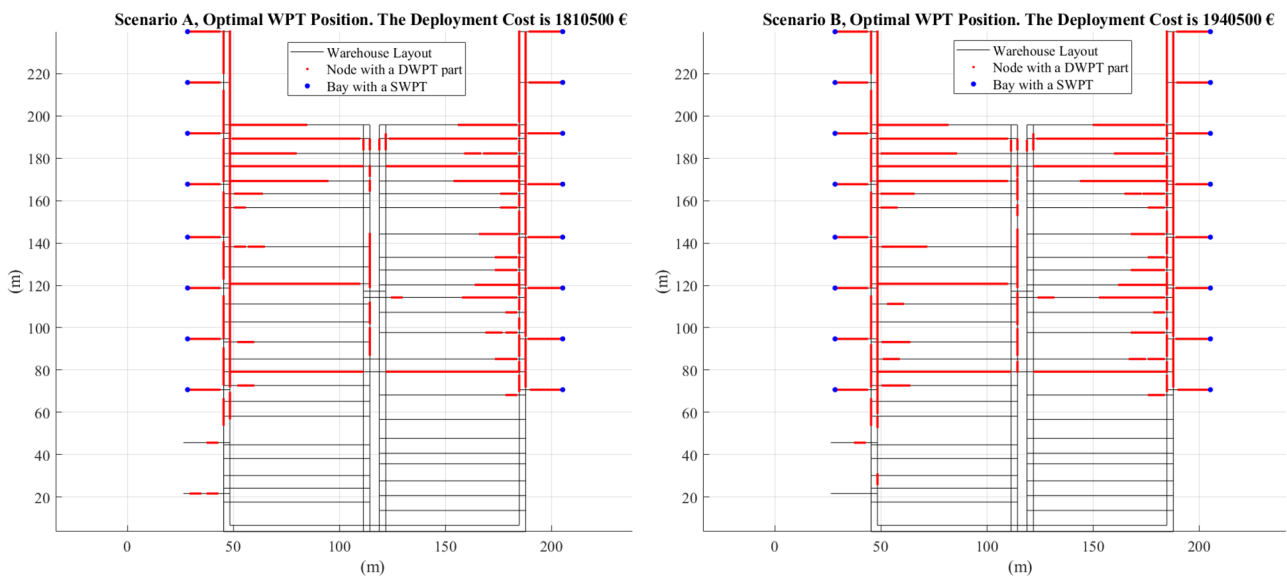 Scenario A, Optimal WPT Position. The Deployment Cost is 1810500 €
Warehouse Layout
Node with a DWPT part
Bay with a SWPT
220
200
180
160
140
120
100
80
60
40
20
(m)
0
50
100
150
200
(m)
Scenario B, Optimal WPT Position. The Deployment Cost is 1940500 €
Warehouse Layout
Node with a DWPT part
Bay with a SWPT
220
200
180
160
140
120
100
80
60
40
20
(m)
0
50
100
150
200
(m)